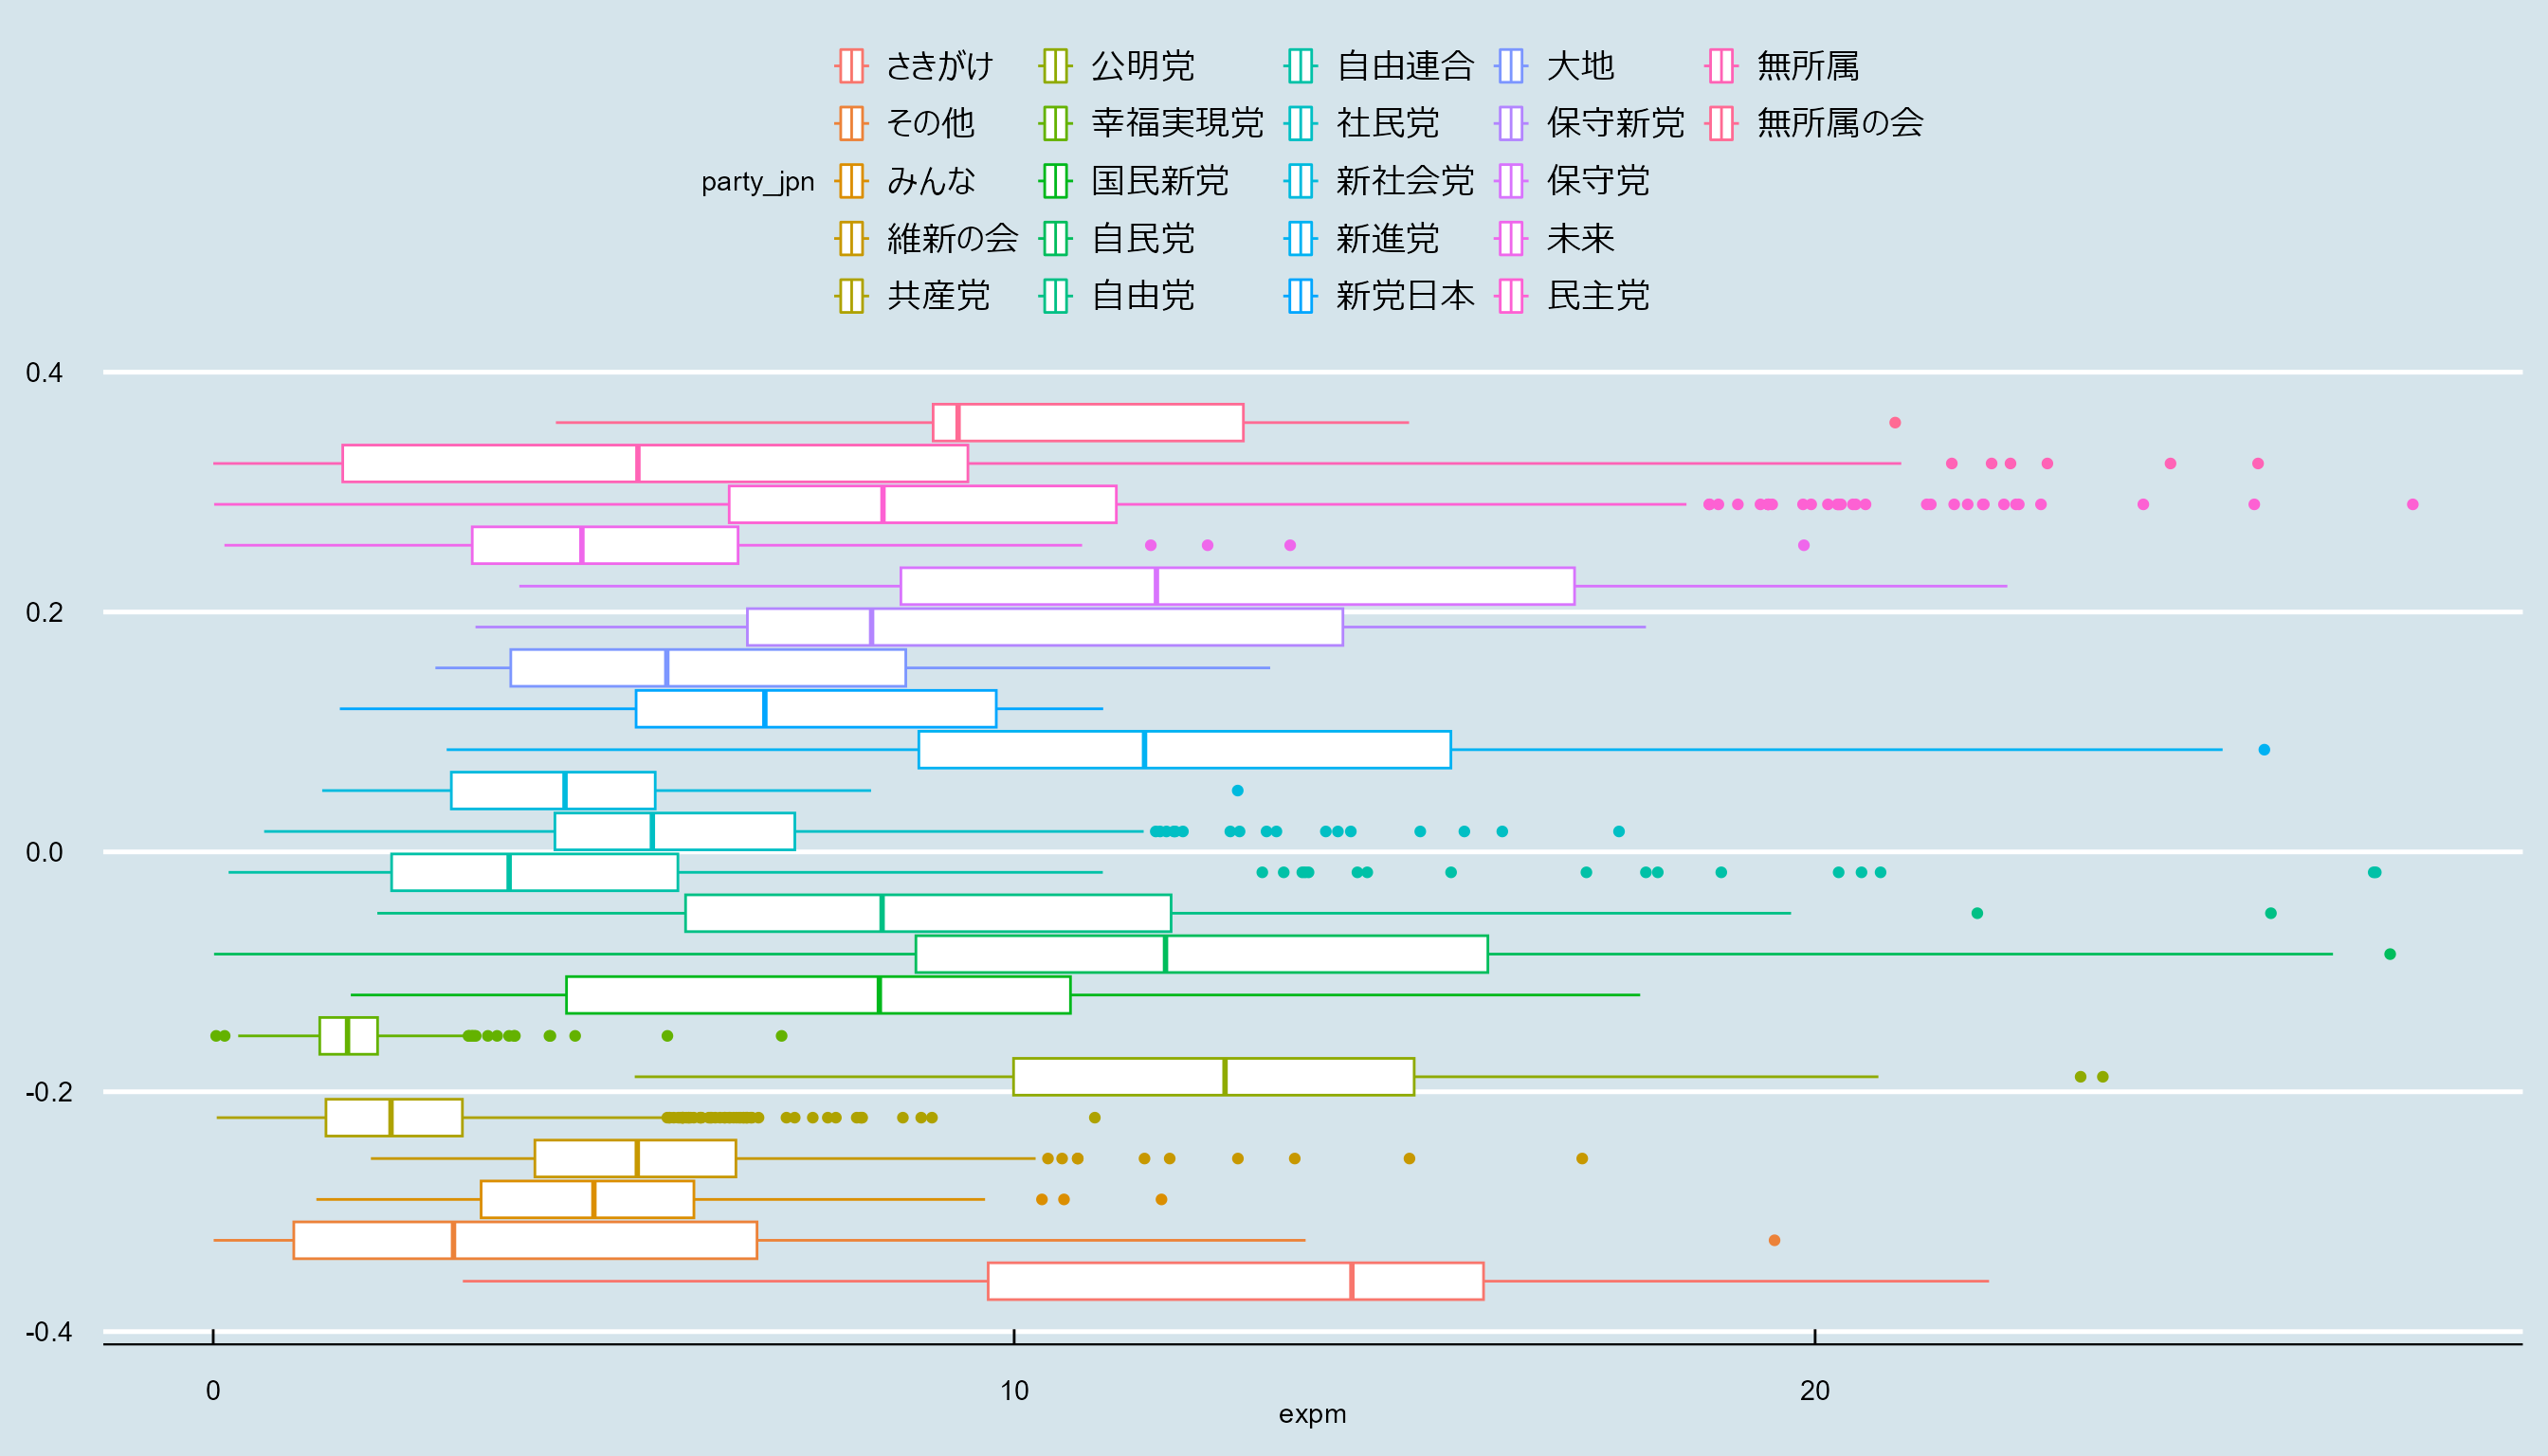 さきがけ 公明党 自由連合 大地 無所属
その他 幸福実現党 社民党 保守新党 無所属の会
party_jpn みんな 国民新党 新社会党 保守党
維新の会 自民党 新進党 未来
共産党 自由党 新党日本 民主党
0.4
0.2
0.0
-0.2
-0.4
0 10 20
expm